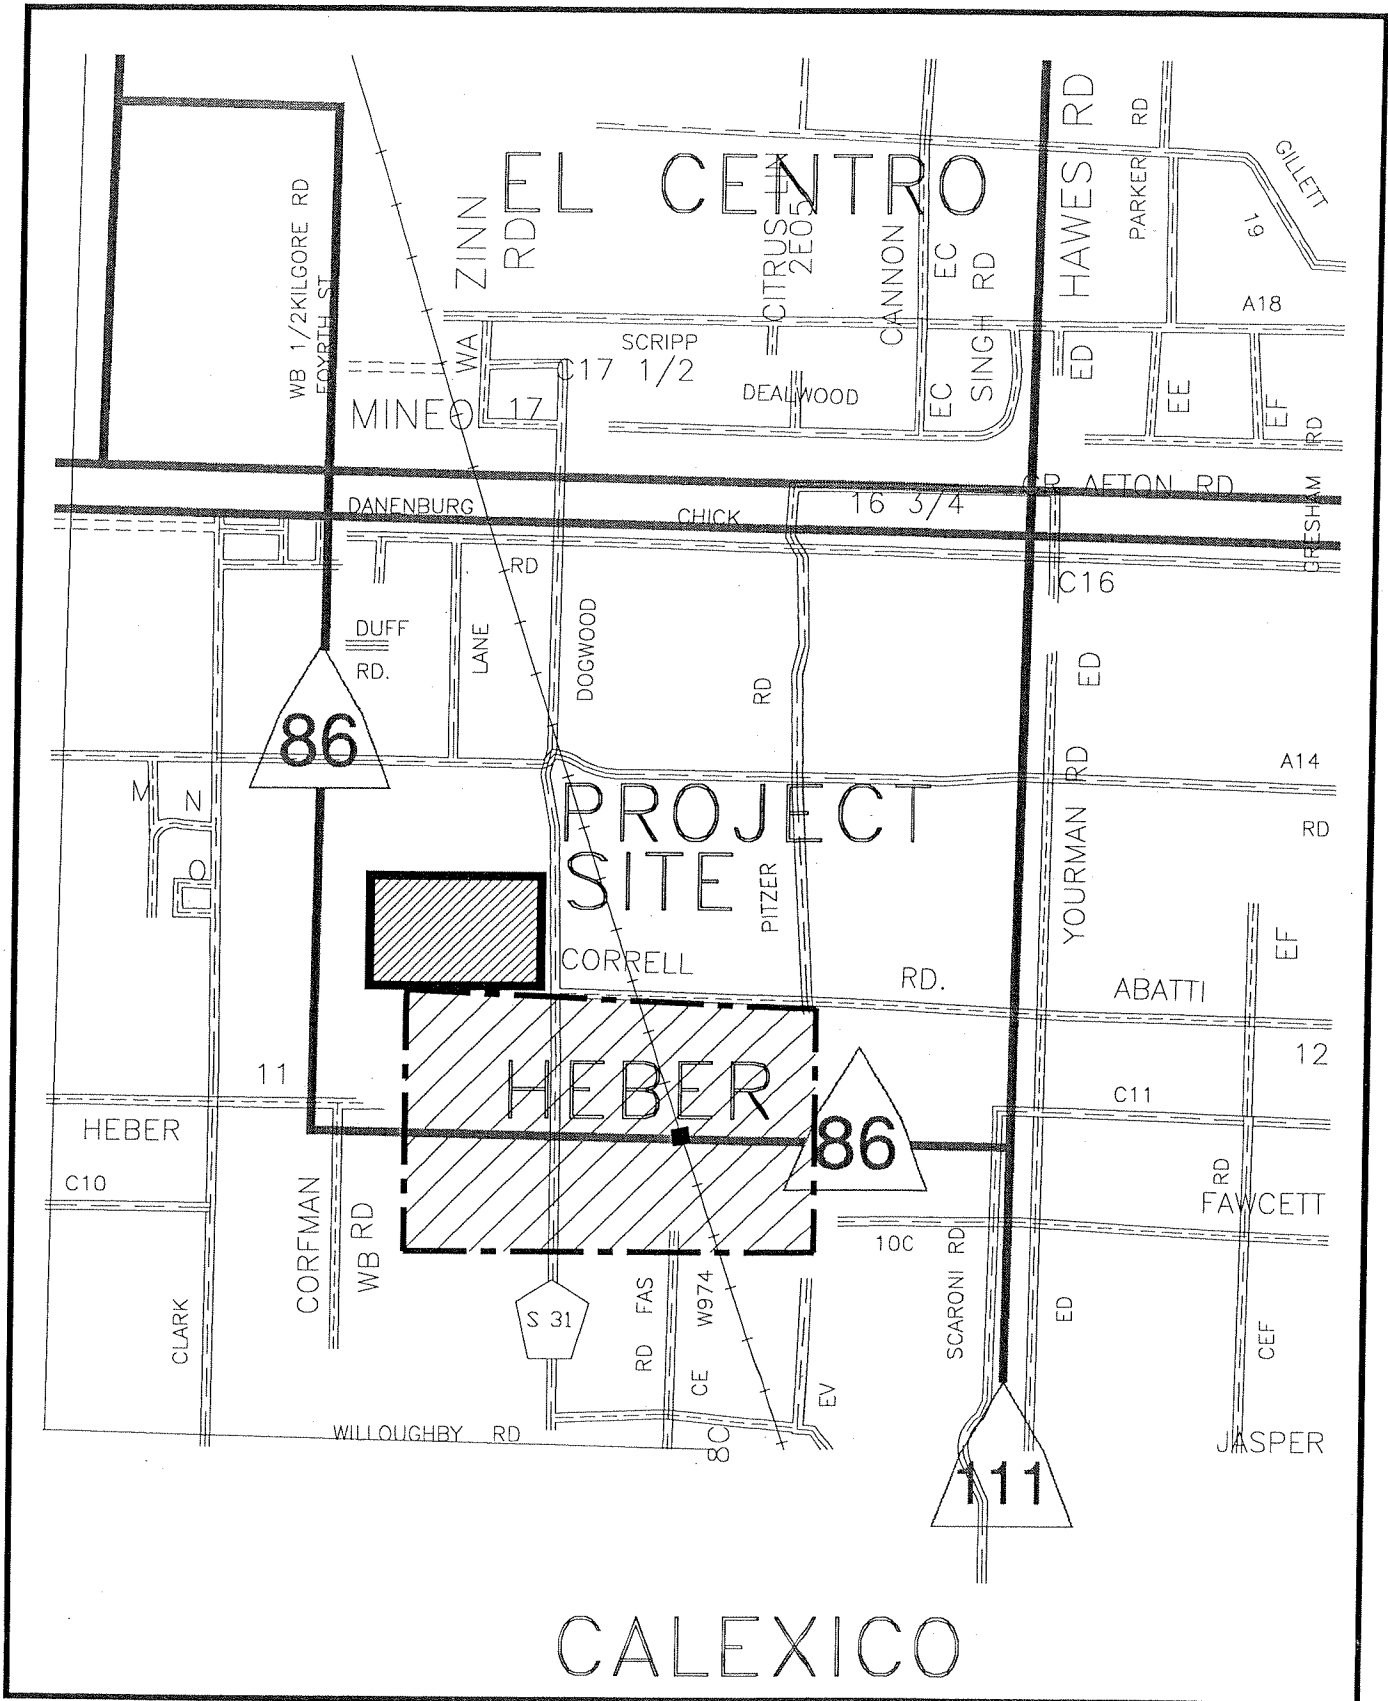 EL CENTRO
HAWES RD
PARKER RD
GILLETT
19
ZINN
RD
CITRUS LN
2E05
CANNON
EC
SINGH RD
WB 1/2KILGORE RD
FOYRTH ST
A18
WA
SCRIPP
C17 1/2
DEALWOOD
EC
ED
EE
EF
RD
MINEO
17
CR AFTON RD
DANENBURG
CHICK
16 3/4
GRESHAM
RD
C16
DUFF
RD.
LANE
DOGWOOD
RD
ED
86
RD
A14
M
N
PROJECT
SITE
RD
O
PITZER
YOURMAN
EF
CORRELL
RD.
ABATTI
12
11
HEBER
C11
HEBER
86
C10
RD
FAWCETT
CORFMAN
WB RD
10C
SCARONI RD
CLARK
S 31
RD FAS
W974
ED
CEF
CE
EV
WILLOUGHBY RD
8C
JASPER
111
CALEXICO